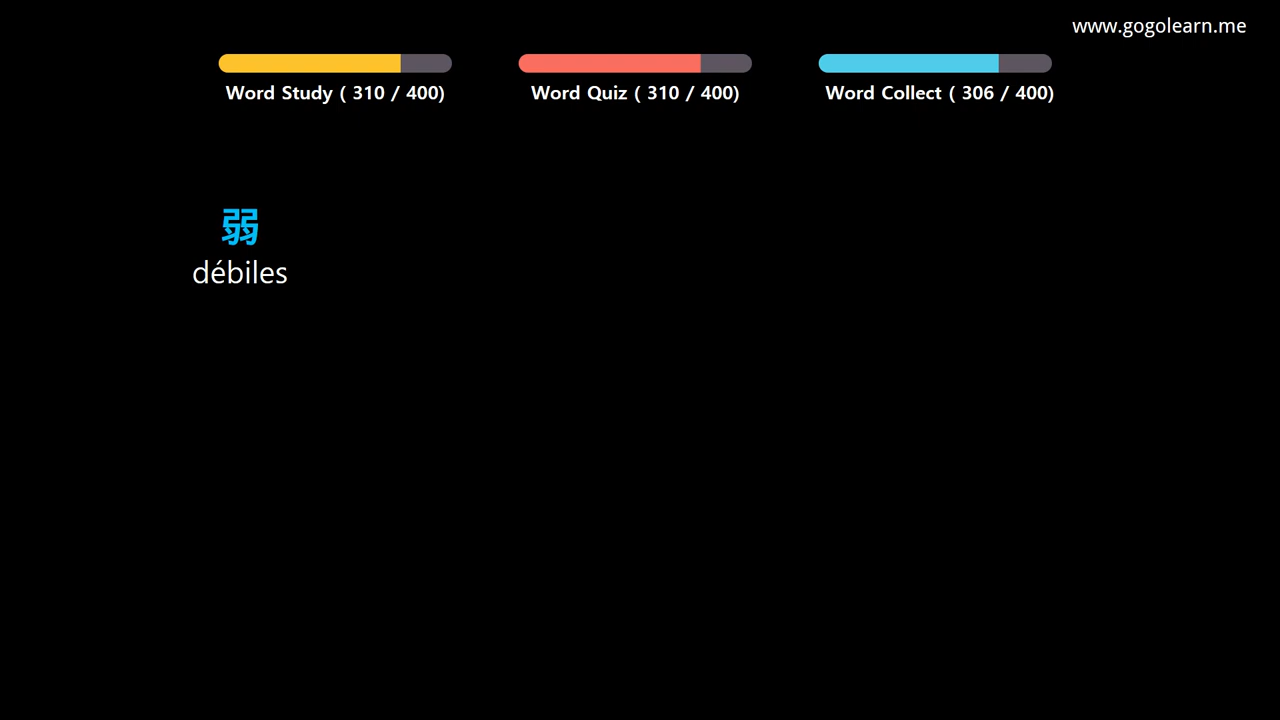 www.gogolearn.me
Word Study ( 310 / 400)
Word Quiz ( 310 / 400)
Word Collect ( 306 / 400)
弱
débiles